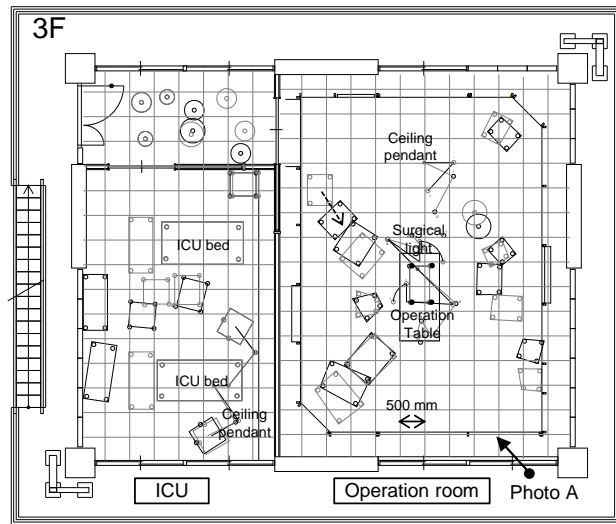 3F
Ceiling
pendant
Surgical
light
ICU bed
Operation
Table
ICU bed
500 mm
Ceiling
pendant
ICU
Operation room
Photo A